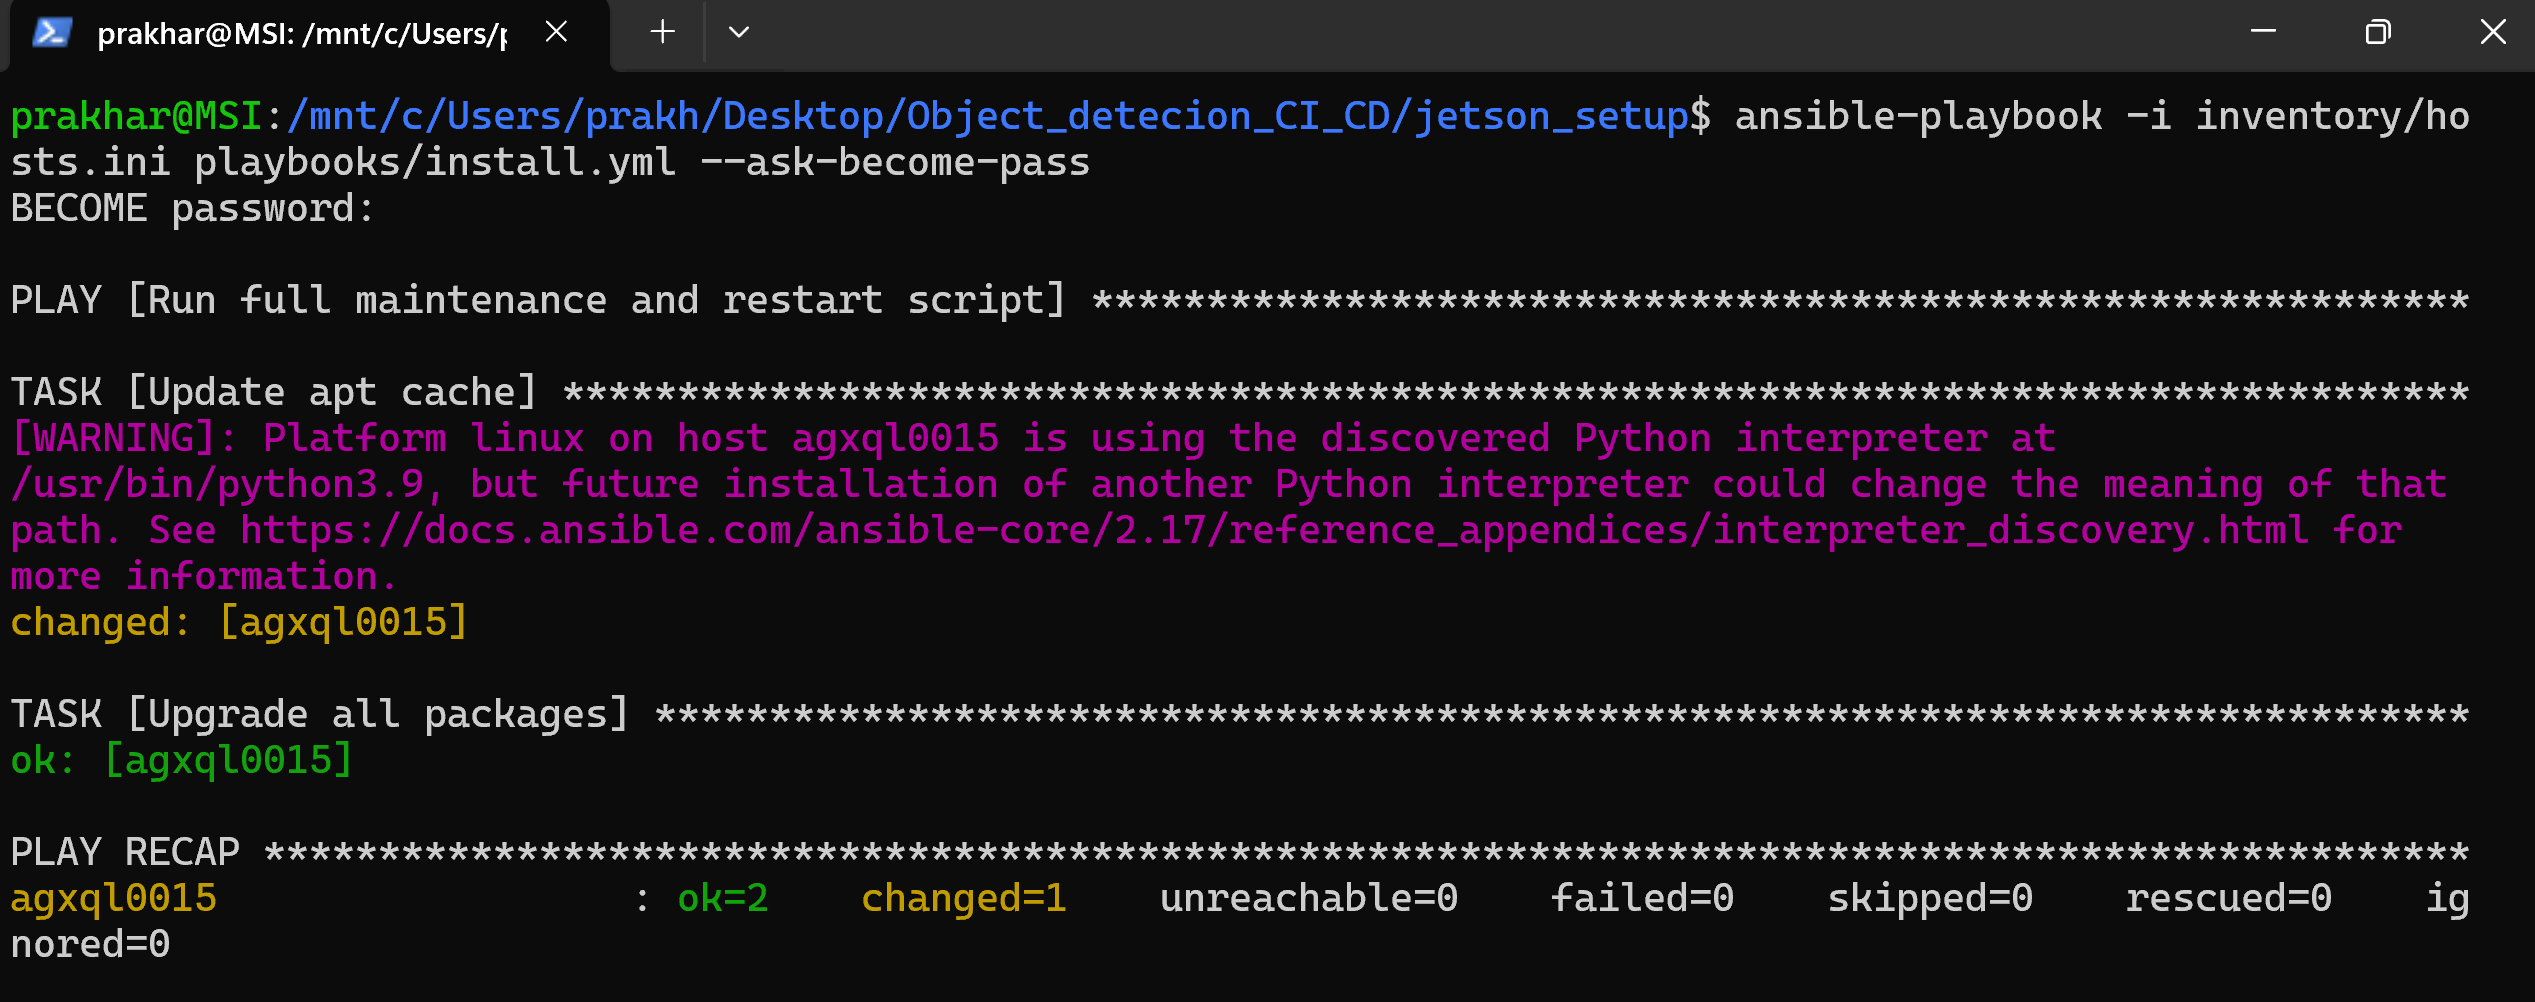 prakhar@MSI: /mnt/c/Users/p
prakhar@MSI:/mnt/c/Users/prakh/Desktop/Object_detecion_CI_CD/jetson_setup$ ansible-playbook -i inventory/ho
sts.ini playbooks/install.yml --ask-become-pass
BECOME password:
PLAY [Run full maintenance and restart script] ************************************************************
TASK [Update apt cache] ***********************************************************************************
[WARNING]: Platform linux on host agxql0015 is using the discovered Python interpreter at
/usr/bin/python3.9, but future installation of another Python interpreter could change the meaning of that
path. See https://docs.ansible.com/ansible-core/2.17/reference_appendices/interpreter_discovery.html for
more information.
changed: [agxql0015]
TASK [Upgrade all packages] *******************************************************************************
ok: [agxql0015]
PLAY RECAP ************************************************************************************************
agxql0015                  : ok=2    changed=1    unreachable=0    failed=0    skipped=0    rescued=0    ig
nored=0